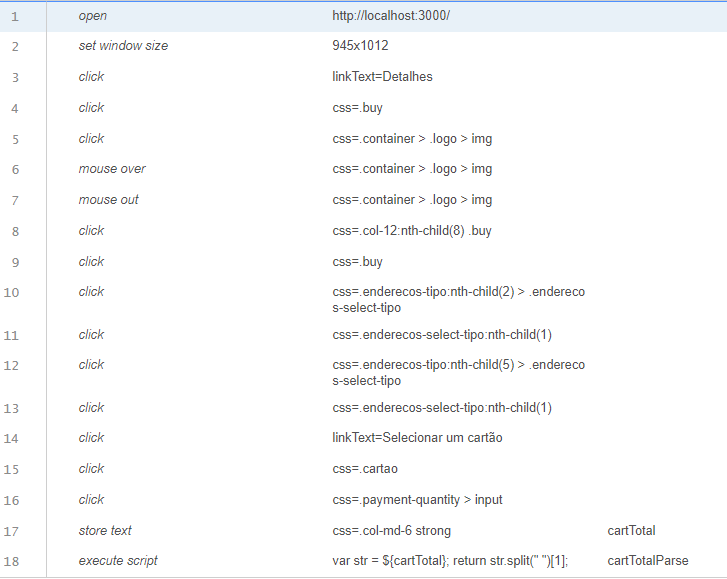 1 open http://localhost:3000/
2 set window size 945x1012
3 click linkText=Detalhes
4 click css=.buy
5 click css=.container > .logo > img
6 mouse over css=.container > .logo > img
7 mouse out css=.container > .logo > img
8 click css=.col-12:nth-child(8) .buy
9 click css=.buy
10 click css=.enderecos-tipo:nth-child(2) > .endereco
s-select-tipo
11 click css=.enderecos-select-tipo:nth-child(1)
12 click css=.enderecos-tipo:nth-child(5) > .endereco
s-select-tipo
13 click css=.enderecos-select-tipo:nth-child(1)
14 click linkText=Selecionar um cartão
15 click css=.cartao
16 click css=.payment-quantity > input
17 store text css=.col-md-6 strong cartTotal
18 execute script var str = ${cartTotal}; return str.split(" ")[1]; cartTotalParse